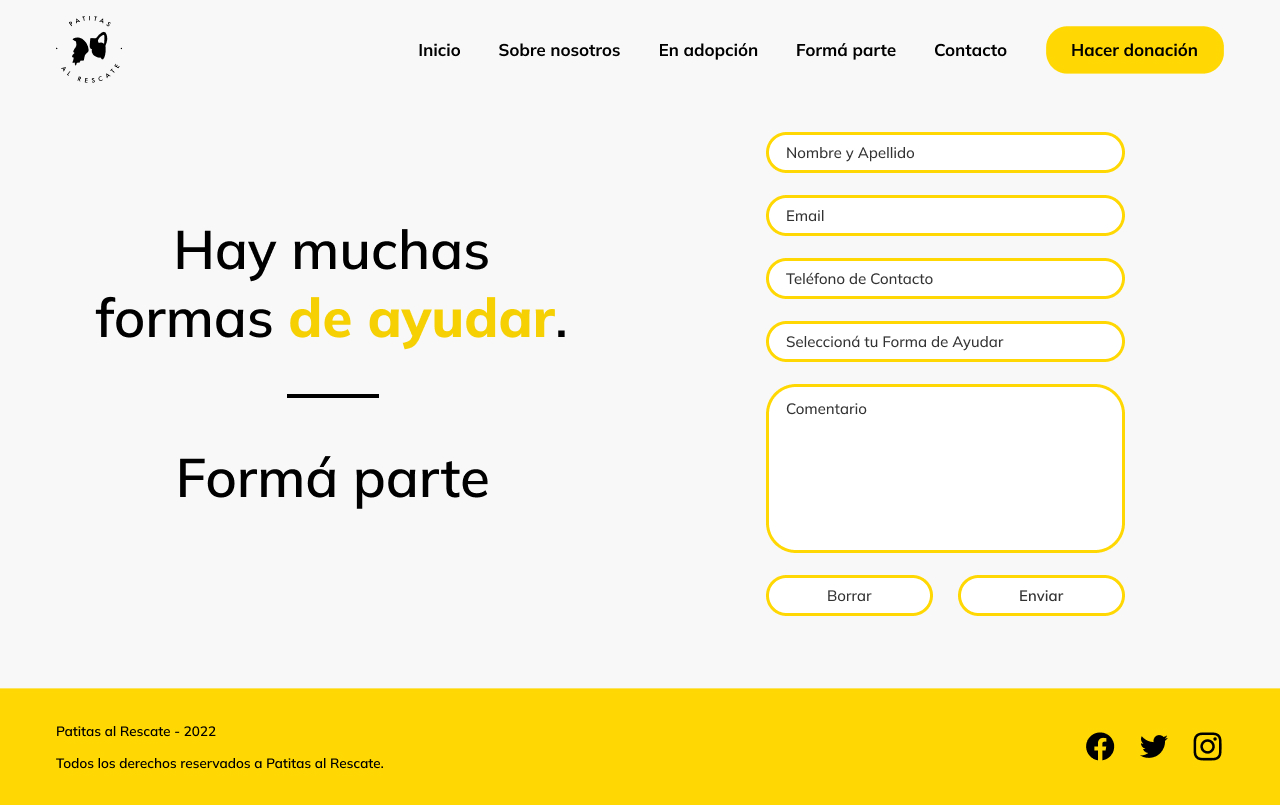 PATITAS
AL RESCATE
Inicio
Sobre nosotros
En adopción
Formá parte
Contacto
Hacer donación
Hay muchas
formas de ayudar.
Formá parte
Nombre y Apellido
Email
Teléfono de Contacto
Seleccioná tu Forma de Ayudar
Comentario
Borrar
Enviar
Patitas al Rescate - 2022
Todos los derechos reservados a Patitas al Rescate.